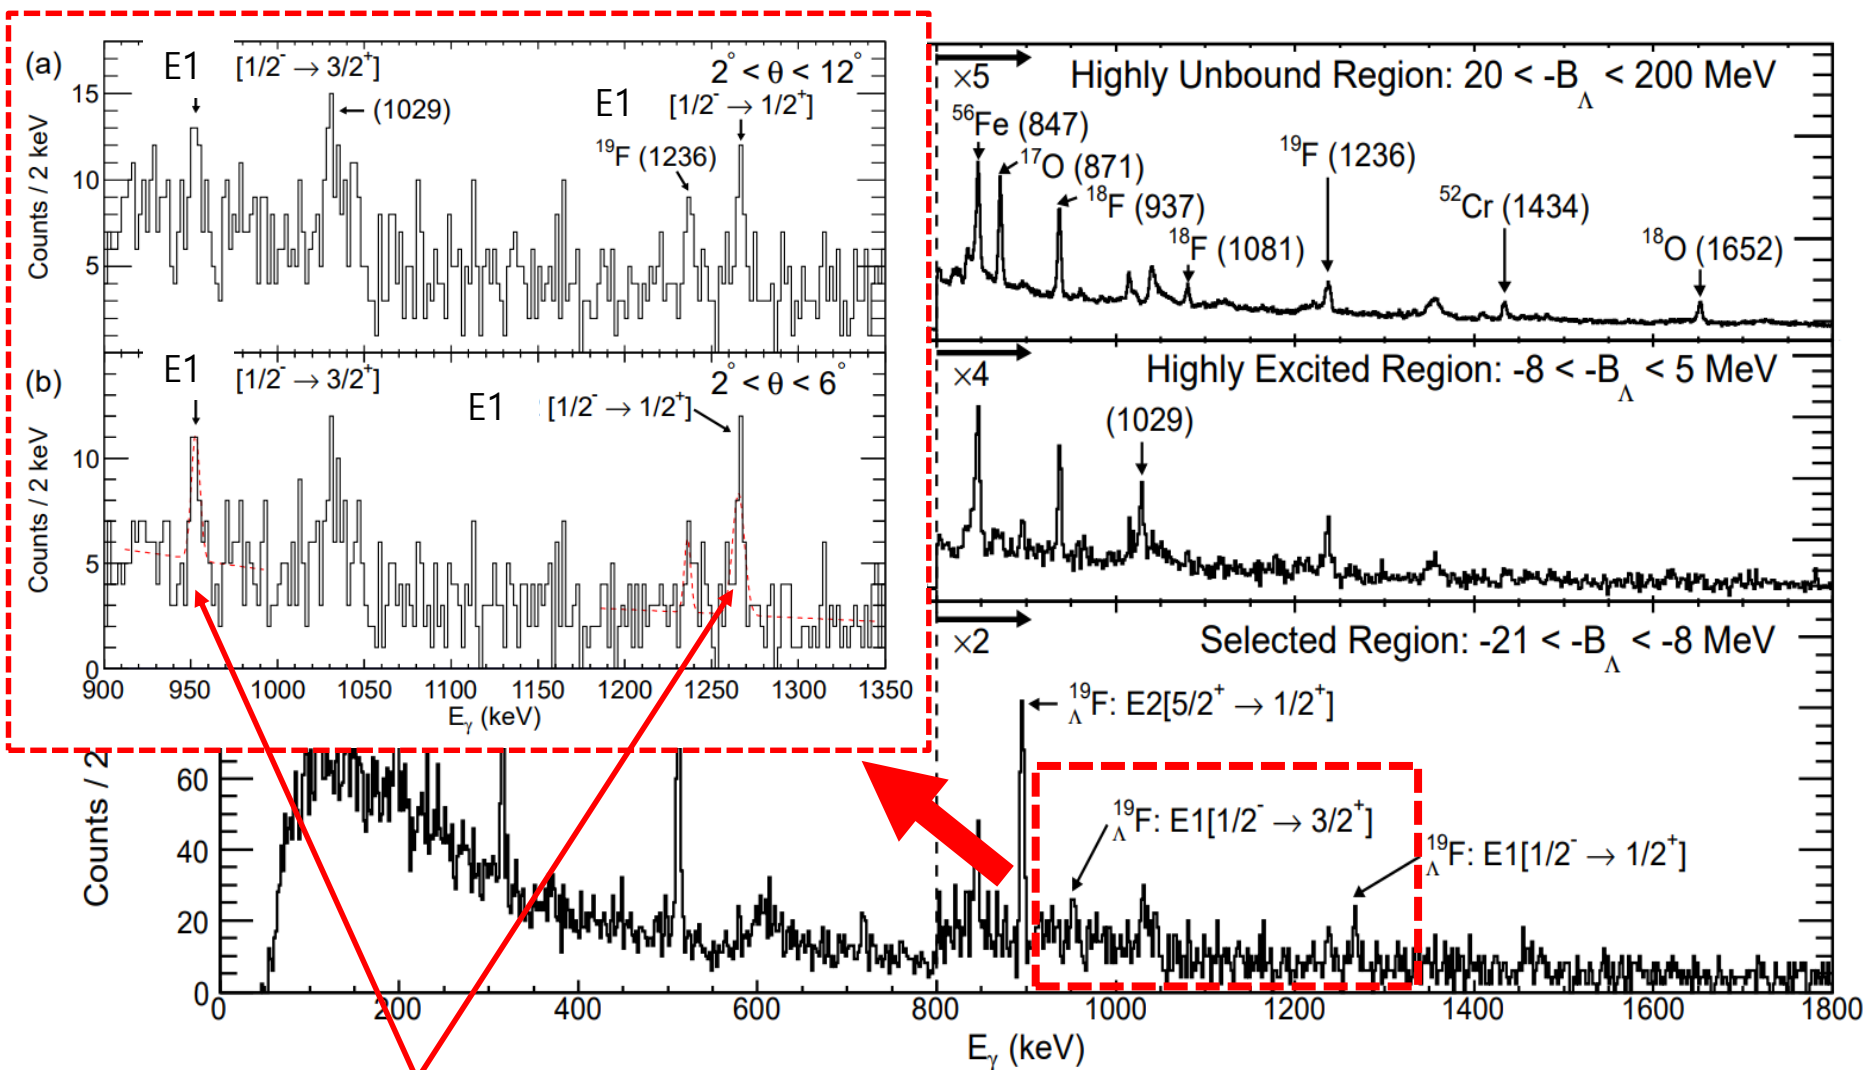 (a)
E1
[1/2⁻ → 3/2⁺]
2° < θ < 12°
(1029)
E1
[1/2⁻ → 1/2⁺]
¹⁹F (1236)
15
10
5
Counts / 2 keV
(b)
E1
[1/2⁻ → 3/2⁺]
2° < θ < 6°
E1
[1/2⁻ → 1/2⁺]
10
5
0
Counts / 2 keV
900 950 1000 1050 1100 1150 1200 1250 1300 1350
Eγ (keV)
×5
Highly Unbound Region: 20 < -BΛ < 200 MeV
⁵⁶Fe (847)
¹⁷O (871)
¹⁸F (937)
¹⁸F (1081)
¹⁹F (1236)
⁵²Cr (1434)
¹⁸O (1652)
×4
Highly Excited Region: -8 < -BΛ < 5 MeV
(1029)
×2
Selected Region: -21 < -BΛ < -8 MeV
¹⁹ΛF: E2[5/2⁺ → 1/2⁺]
¹⁹ΛF: E1[1/2⁻ → 3/2⁺]
¹⁹ΛF: E1[1/2⁻ → 1/2⁺]
60
40
20
0
Counts / 2
0 200 400 600 800 1000 1200 1400 1600 1800
Eγ (keV)